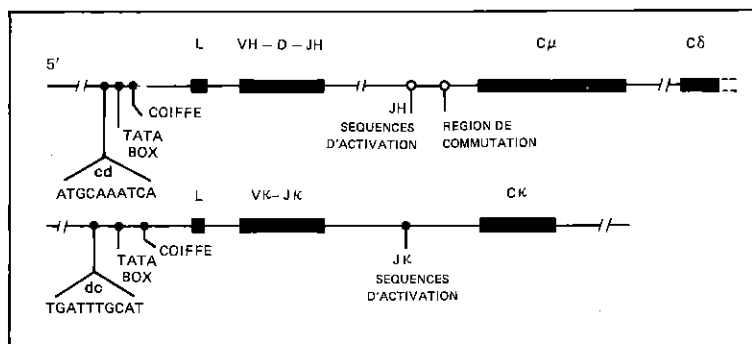 L VH – D – JH Cμ Cδ
5'
COIFFE
TATA
BOX
cd
ATGCAAATCA
JH
SEQUENCES
D'ACTIVATION
REGION DE
COMMUTATION
L VK – JK CK
COIFFE
TATA
BOX
dc
TGATTTGCAT
JK
SEQUENCES
D'ACTIVATION